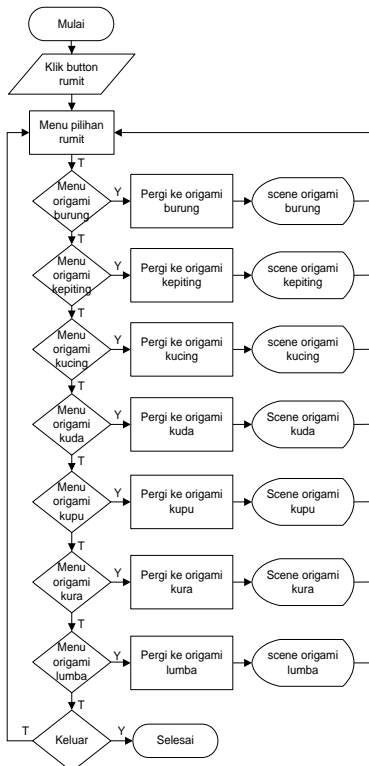 Mulai
Klik button
rumit
Menu pilihan
rumit
T
Menu
origami
burung
Y
Pergi ke origami
burung
scene origami
burung
T
Menu
origami
kepiting
Y
Pergi ke origami
kepiting
scene origami
kepiting
T
Menu
origami
kucing
Y
Pergi ke origami
kucing
scene origami
kucing
T
Menu
origami
kuda
Y
Pergi ke origami
kuda
Scene origami
kuda
T
Menu
origami
kupu
Y
Pergi ke origami
kupu
Scene origami
kupu
T
Menu
origami
kura
Y
Pergi ke origami
kura
Scene origami
kura
T
Menu
origami
lumba
Y
Pergi ke origami
lumba
scene origami
lumba
T
T
Keluar
Y
Selesai